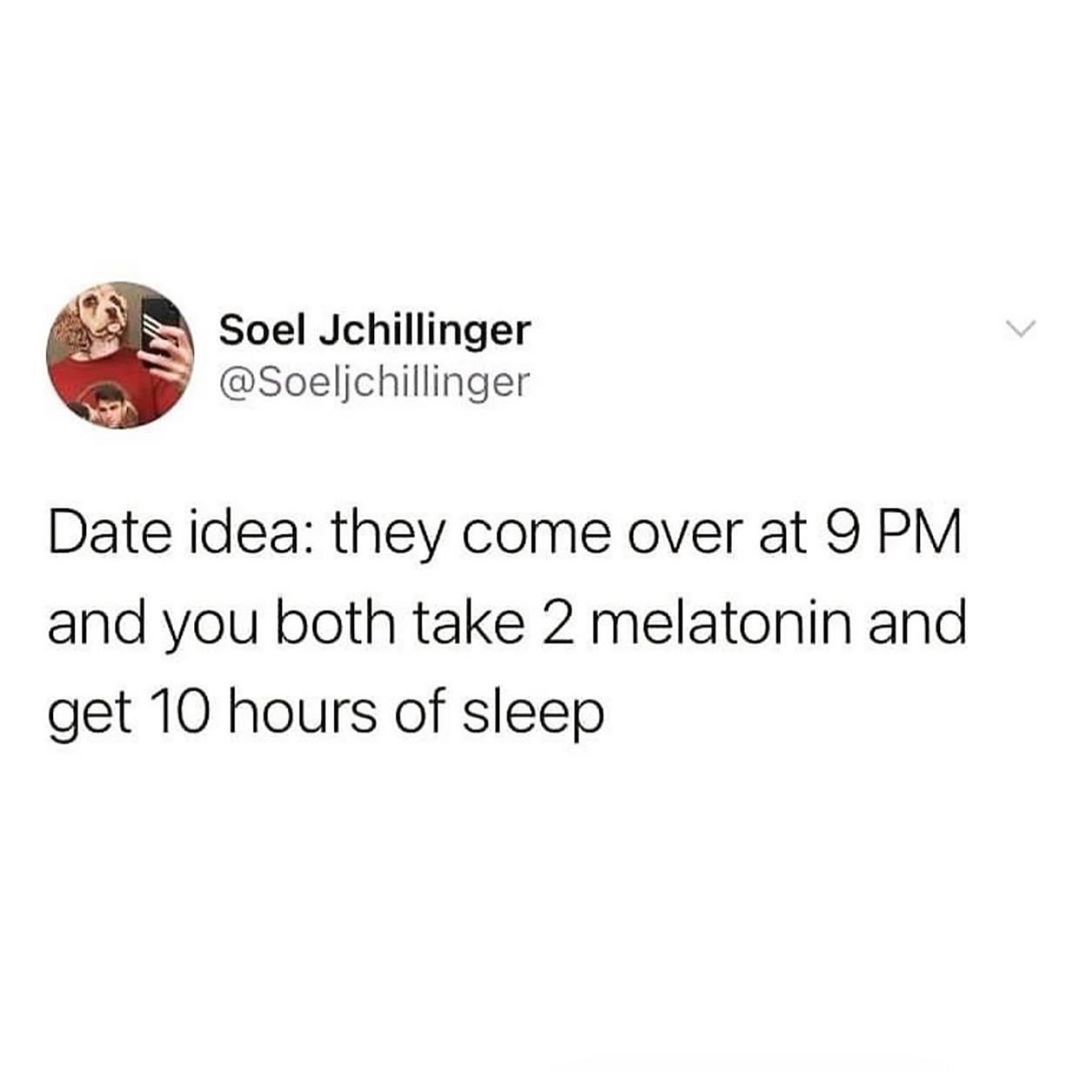 Soel Jchillinger
@Soeljchillinger
Date idea: they come over at 9 PM
and you both take 2 melatonin and
get 10 hours of sleep